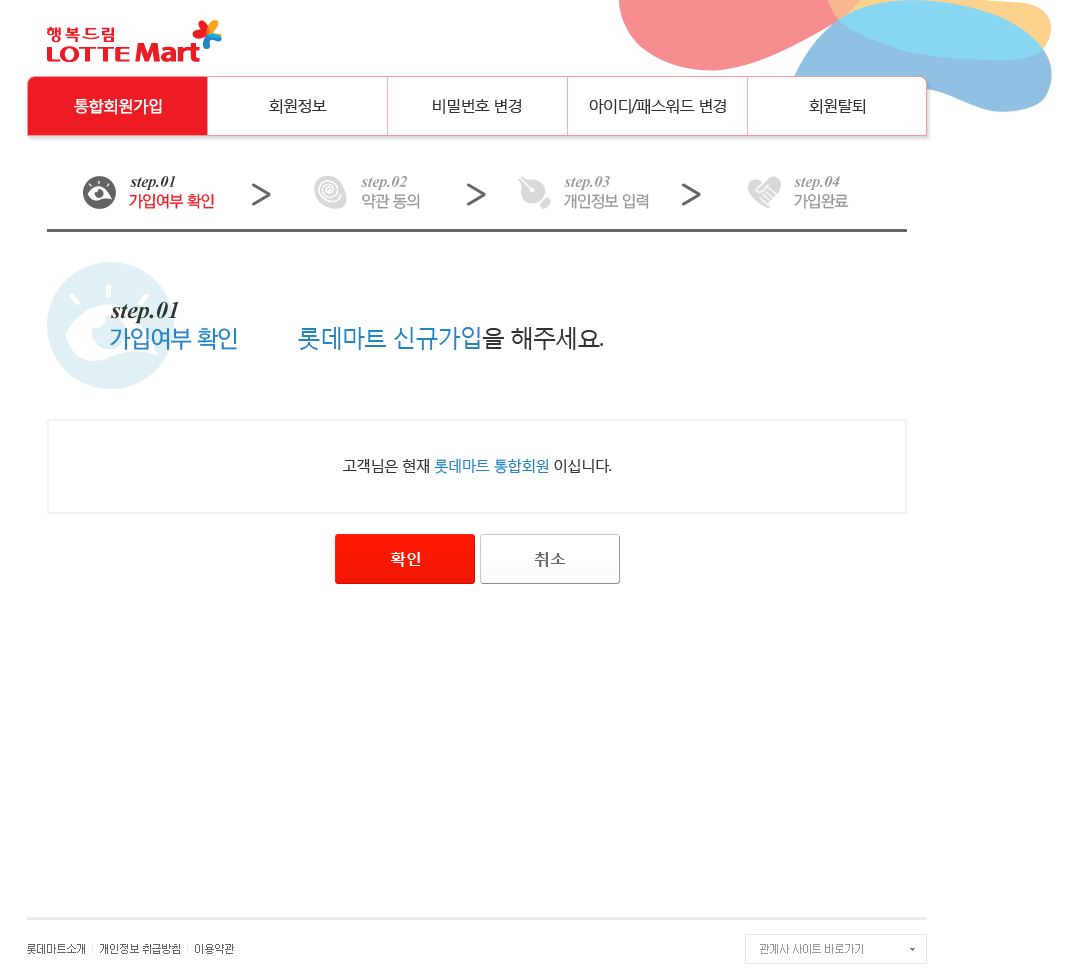 행복드림
LOTTE Mart
통합회원가입 회원정보 비밀번호 변경 아이디/패스워드 변경 회원탈퇴
step.01
가입여부 확인
>
step.02
약관 동의
>
step.03
개인정보 입력
>
step.04
가입완료
step.01
가입여부 확인
롯데마트 신규가입을 해주세요.
고객님은 현재 롯데마트 통합회원 이십니다.
확인 취소
롯데마트소개 | 개인정보 취급방침 | 이용약관
관계사 사이트 바로가기